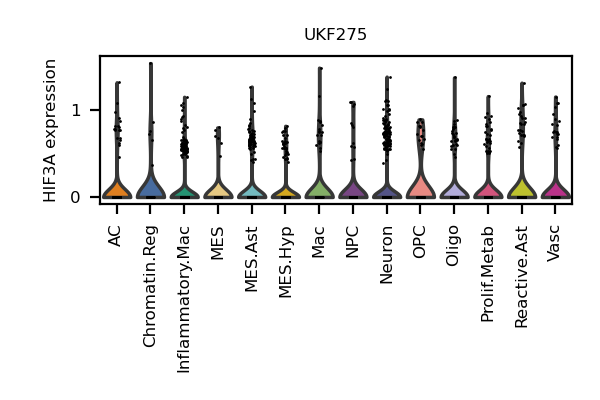 UKF275
HIF3A expression
1
0
AC
Chromatin.Reg
Inflammatory.Mac
MES
MES.Ast
MES.Hyp
Mac
NPC
Neuron
OPC
Oligo
Prolif.Metab
Reactive.Ast
Vasc